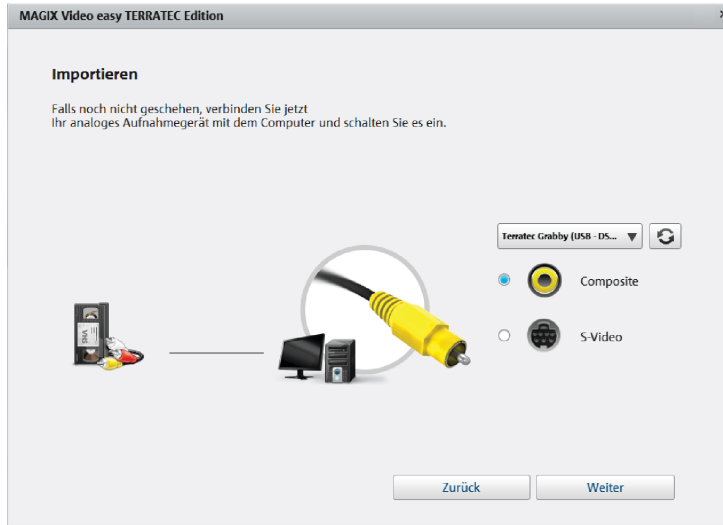 MAGIX Video easy TERRATEC Edition
Importieren
Falls noch nicht geschehen, verbinden Sie jetzt
Ihr analoges Aufnahmegerät mit dem Computer und schalten Sie es ein.
Terratec Grabby (USB - DS...
Composite
S-Video
VHS
Zurück
Weiter